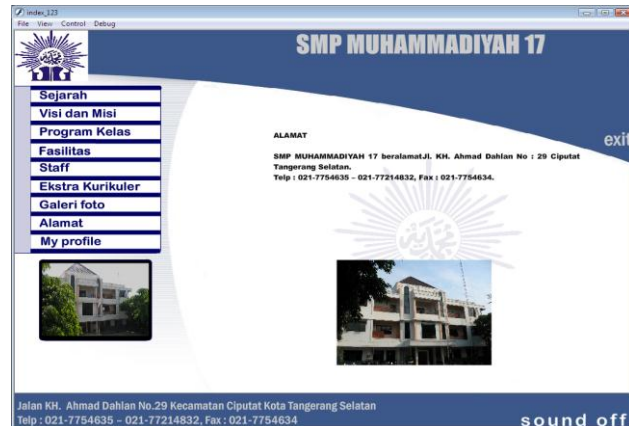 index_123
File View Control Debug
SMP MUHAMMADIYAH 17
Sejarah
Visi dan Misi
Program Kelas
Fasilitas
Staff
Ekstra Kurikuler
Galeri foto
Alamat
My profile
ALAMAT
SMP MUHAMMADIYAH 17 beralamatJl. KH. Ahmad Dahlan No : 29 Ciputat
Tangerang Selatan.
Telp : 021-7754635 – 021-77214832, Fax : 021-7754634.
exit
Jalan KH. Ahmad Dahlan No.29 Kecamatan Ciputat Kota Tangerang Selatan
Telp : 021-7754635 – 021-77214832, Fax : 021-7754634
sound off